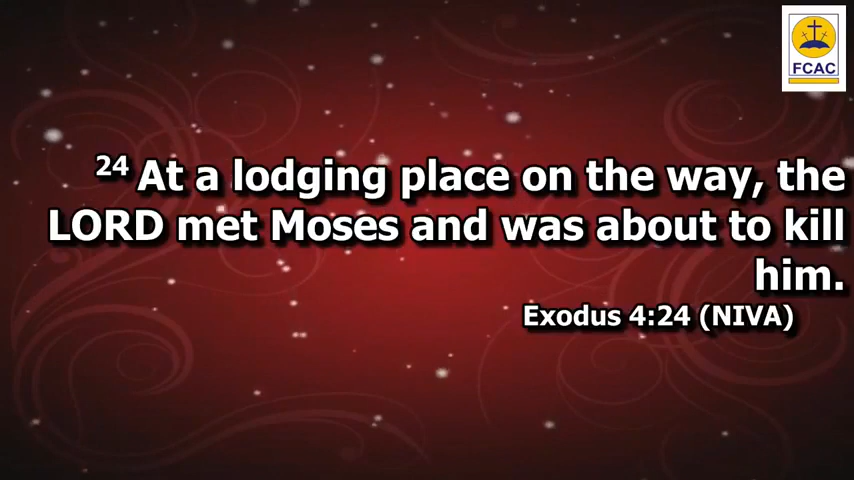 FCAC
24 At a lodging place on the way, the
LORD met Moses and was about to kill
him.
Exodus 4:24 (NIVA)